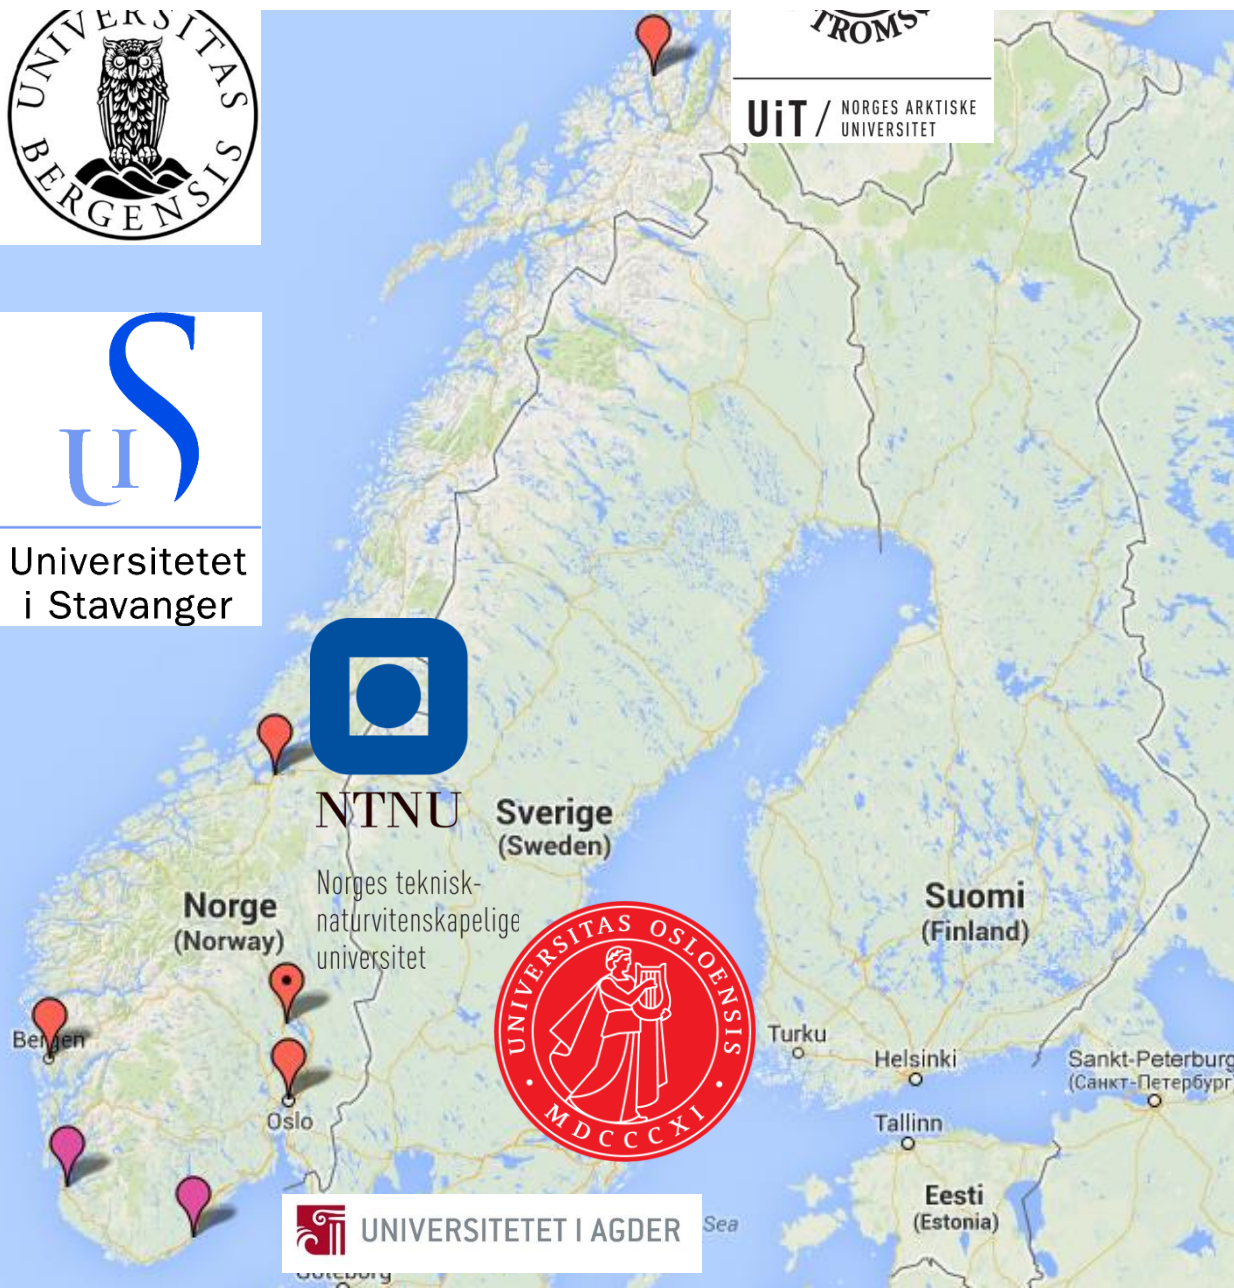 UNIVERSITAS
BERGENSIS
UiT / NORGES ARKTISKE
UNIVERSITET
uS
Universitetet
i Stavanger
NTNU
Norges teknisk-
naturvitenskapelige
universitet
Sverige
(Sweden)
Norge
(Norway)
Suomi
(Finland)
UNIVERSITAS OSLOENSIS
MDCCCXI
Bergen
Oslo
Turku
Helsinki
Sankt-Peterburg
(Санкт-Петербург)
Tallinn
Eesti
(Estonia)
UNIVERSITETET I AGDER
Sea